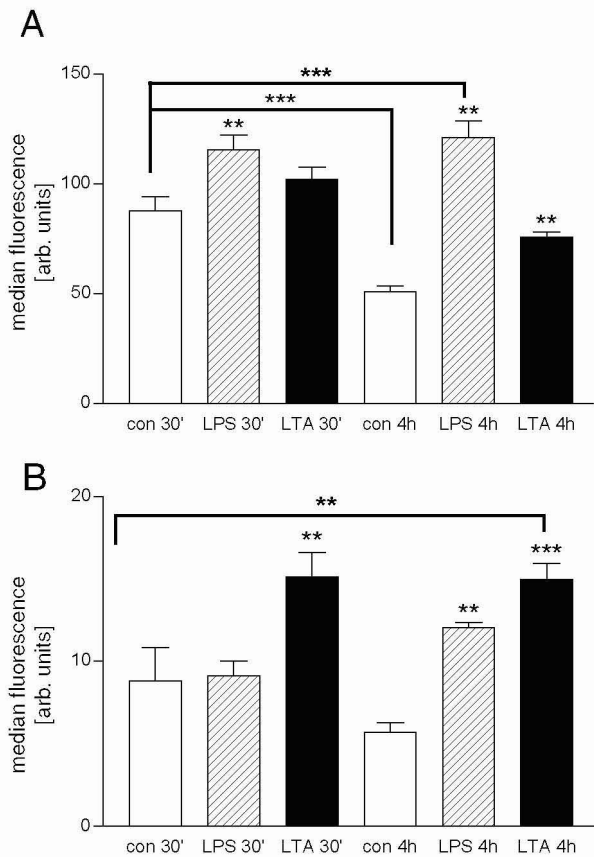 A
median fluorescence
[arb. units]
150
100
50
0
***
***
**
**
**
con 30' LPS 30' LTA 30' con 4h LPS 4h LTA 4h
B
median fluorescence
[arb. units]
20
10
0
**
**
***
**
con 30' LPS 30' LTA 30' con 4h LPS 4h LTA 4h